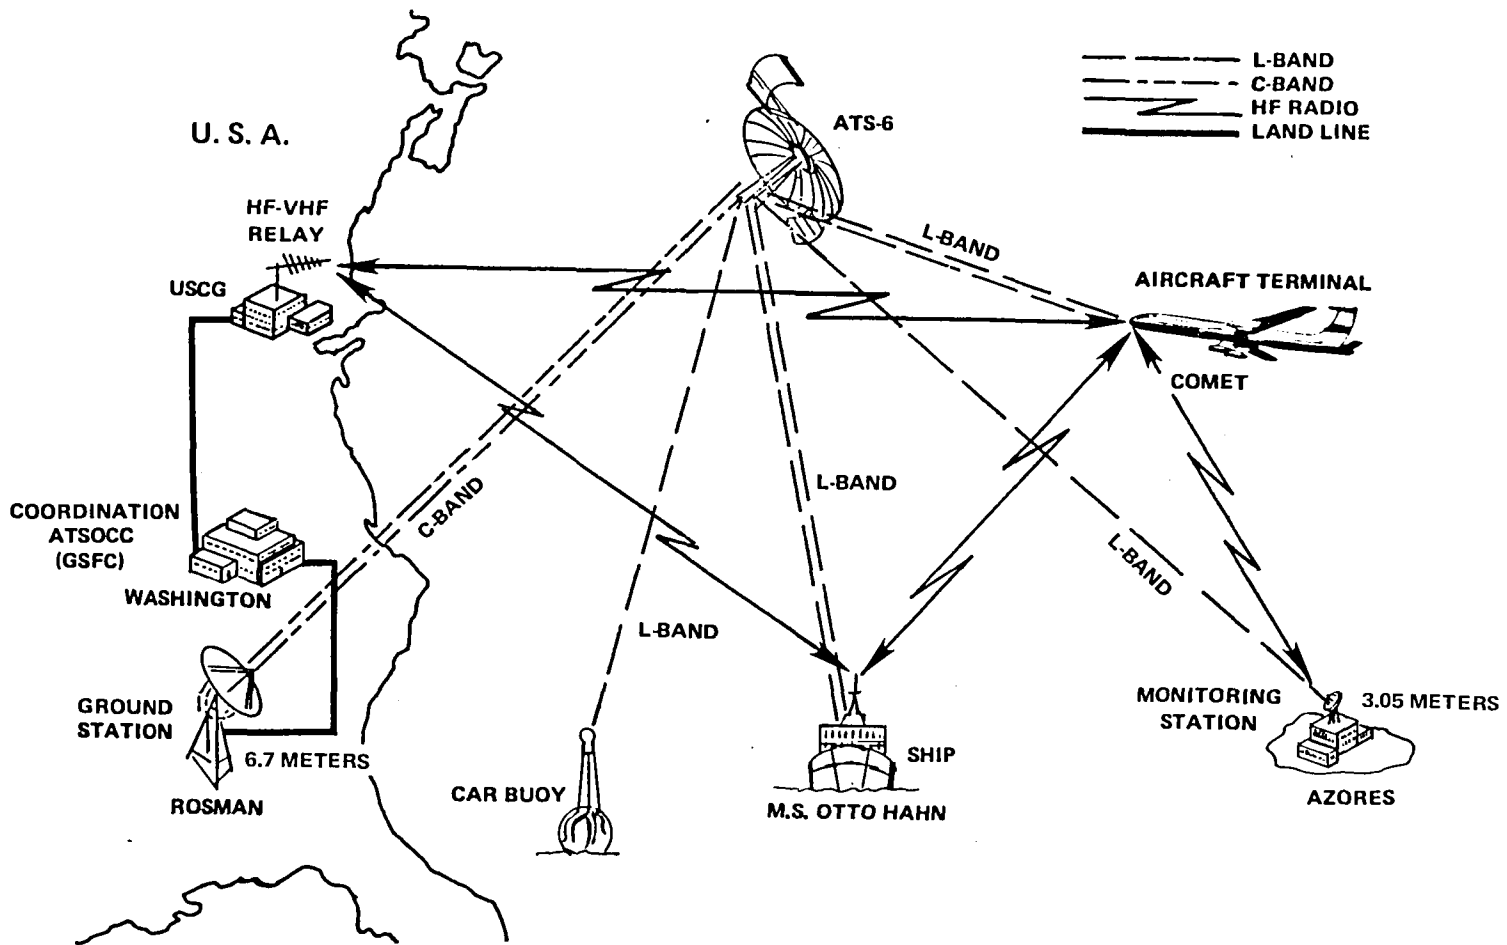 L-BAND
C-BAND
HF RADIO
LAND LINE
ATS-6
U. S. A.
HF-VHF
RELAY
USCG
L-BAND
AIRCRAFT TERMINAL
COMET
COORDINATION
ATSOCC
(GSFC)
WASHINGTON
C-BAND
L-BAND
L-BAND
L-BAND
GROUND
STATION
6.7 METERS
ROSMAN
CAR BUOY
SHIP
M.S. OTTO HAHN
MONITORING
STATION
3.05 METERS
AZORES